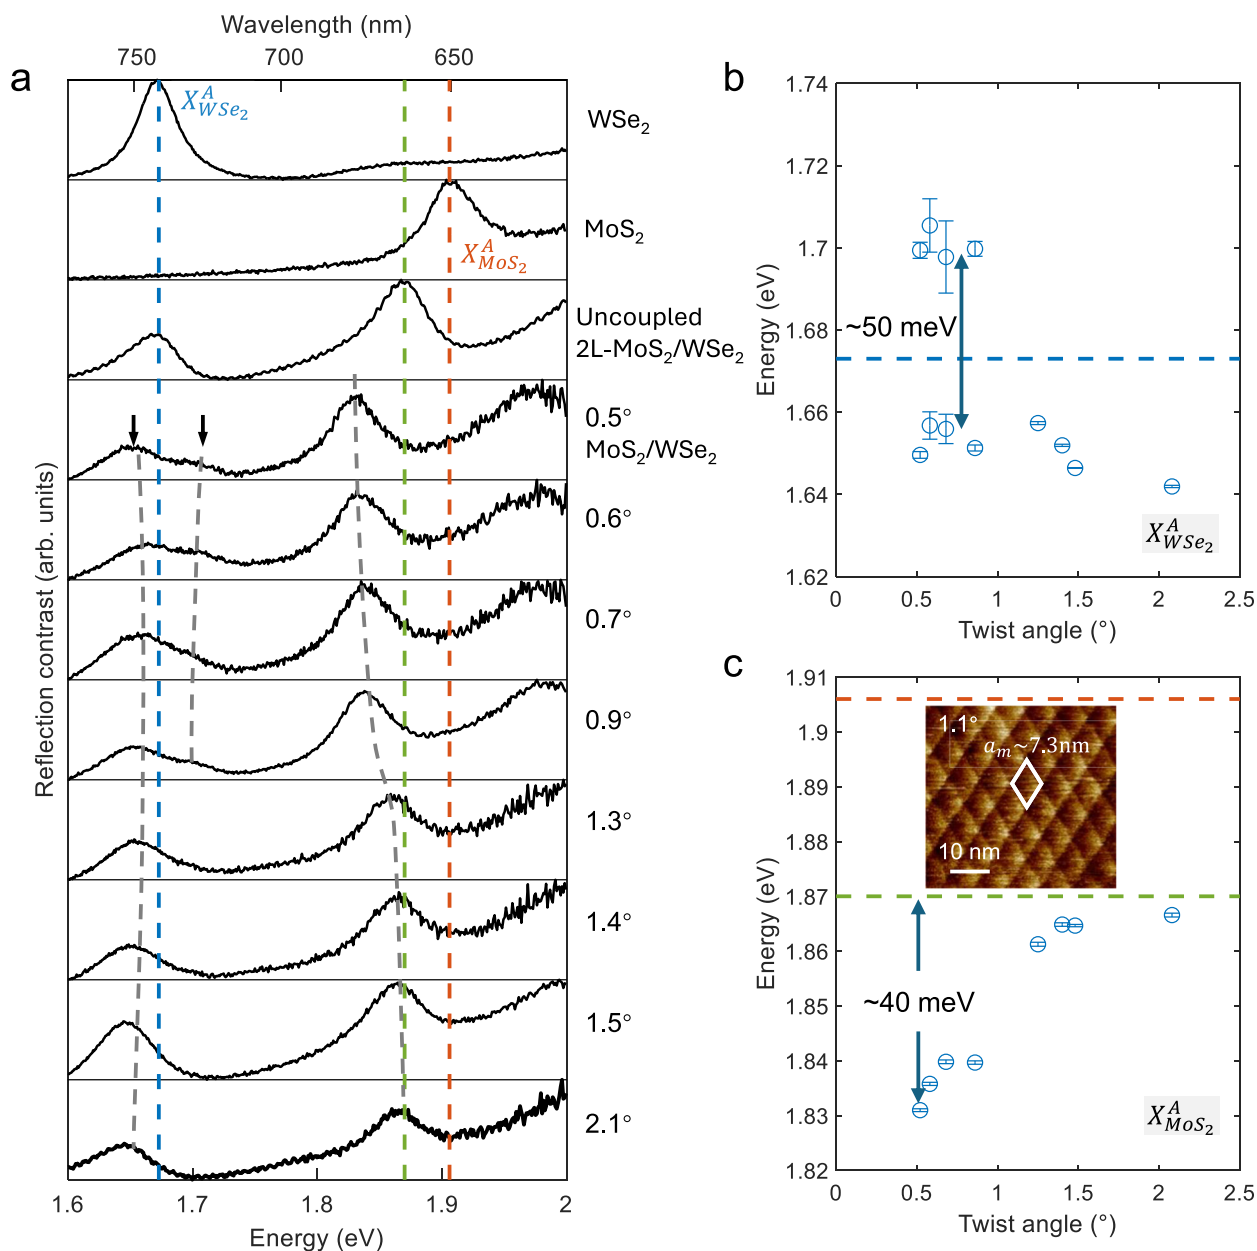 Wavelength (nm)
750
700
650
a
X^A_WSe₂
WSe₂
MoS₂
X^A_MoS₂
Uncoupled
2L-MoS₂/WSe₂
0.5°
MoS₂/WSe₂
0.6°
0.7°
0.9°
1.3°
1.4°
1.5°
2.1°
Reflection contrast (arb. units)
1.6
1.7
1.8
1.9
2
Energy (eV)
b
1.74
1.72
1.7
1.68
1.66
1.64
1.62
Energy (eV)
~50 meV
X^A_WSe₂
0
0.5
1
1.5
2
2.5
Twist angle (°)
c
1.91
1.9
1.89
1.88
1.87
1.86
1.85
1.84
1.83
1.82
Energy (eV)
1.1°
a_m~7.3nm
10 nm
~40 meV
X^A_MoS₂
0
0.5
1
1.5
2
2.5
Twist angle (°)